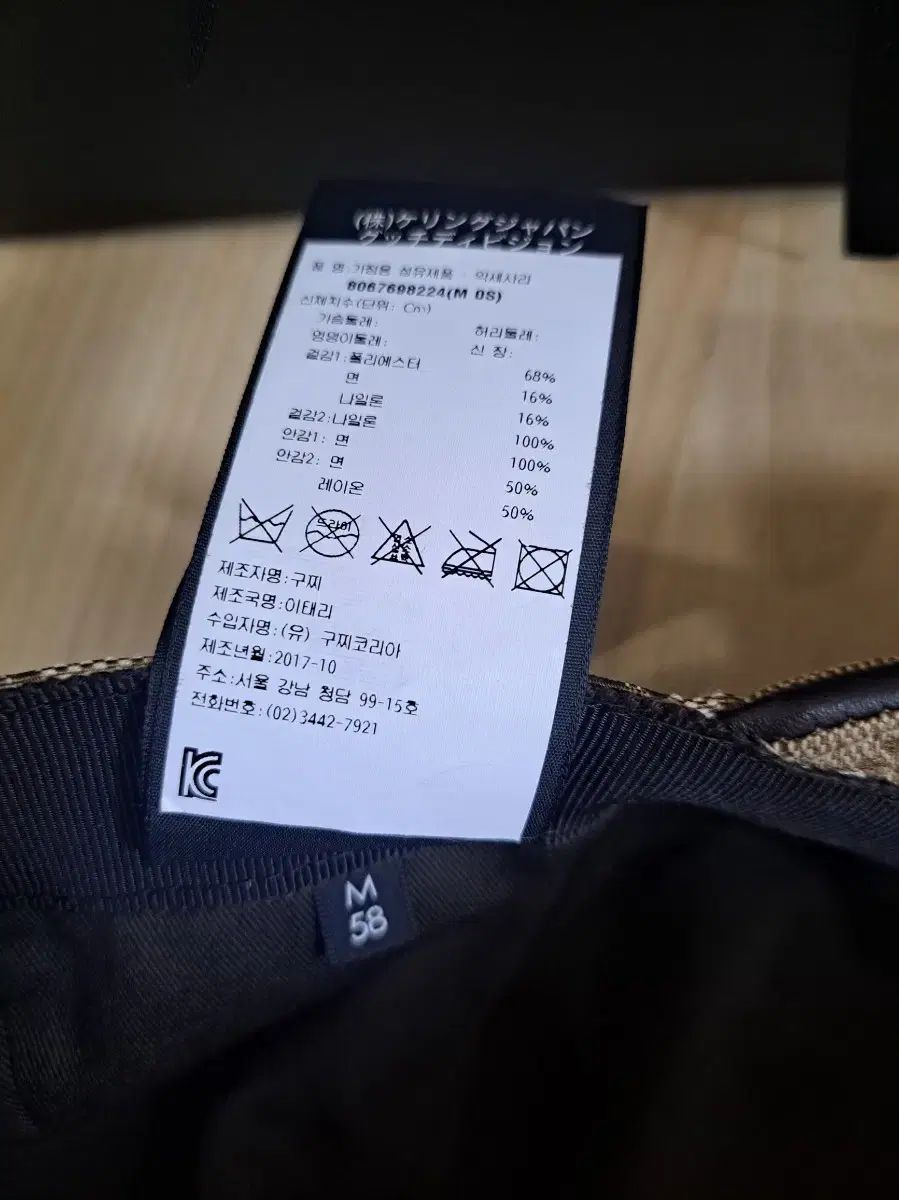 (株)ケリングジャパン
グッチディビジョン
품 명:가정용 섬유제품 - 악세사리
8067698224(M 0S)
신체치수(단위: Cm)
가슴둘레: 허리둘레:
엉덩이둘레: 신 장:
겉감1:폴리에스터 68%
면 16%
나일론 16%
겉감2:나일론 100%
안감1: 면 100%
안감2: 면 50%
레이온 50%
드라이
제조자명:구찌
제조국명:이태리
수입자명:(유) 구찌코리아
제조년월:2017-10
주소:서울 강남 청담 99-15호
전화번호:(02)3442-7921
KC
M
58